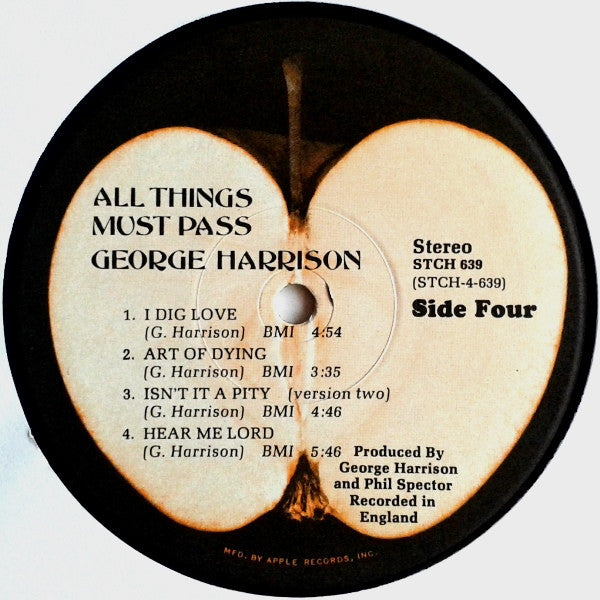 ALL THINGS
MUST PASS
GEORGE HARRISON
Stereo
STCH 639
(STCH-4-639)
Side Four
1. I DIG LOVE
(G. Harrison) BMI 4:54
2. ART OF DYING
(G. Harrison) BMI 3:35
3. ISN'T IT A PITY (version two)
(G. Harrison) BMI 4:46
4. HEAR ME LORD
(G. Harrison) BMI 5:46
Produced By
George Harrison
and Phil Spector
Recorded in
England
MFD. BY APPLE RECORDS, INC.